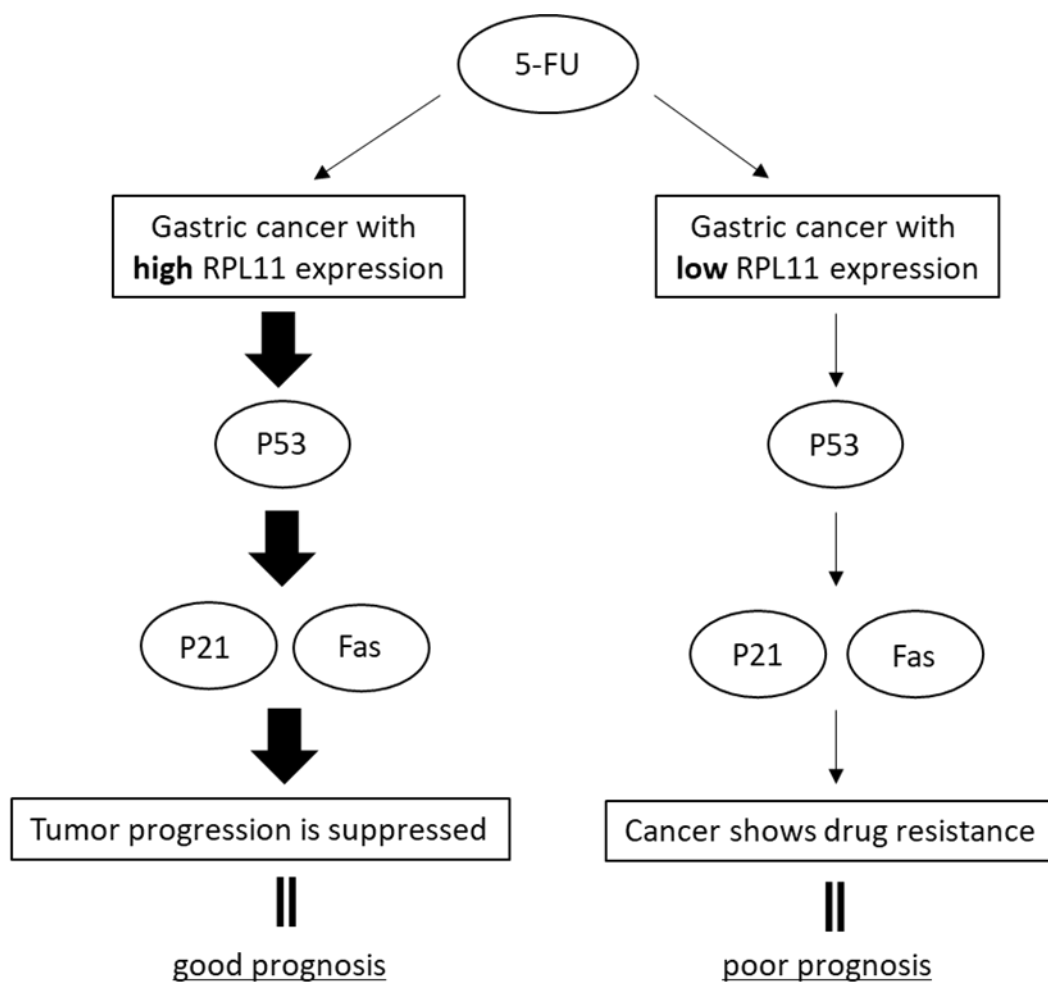 5-FU
Gastric cancer with
high RPL11 expression
Gastric cancer with
low RPL11 expression
P53
P53
P21
Fas
P21
Fas
Tumor progression is suppressed
Cancer shows drug resistance
good prognosis
poor prognosis